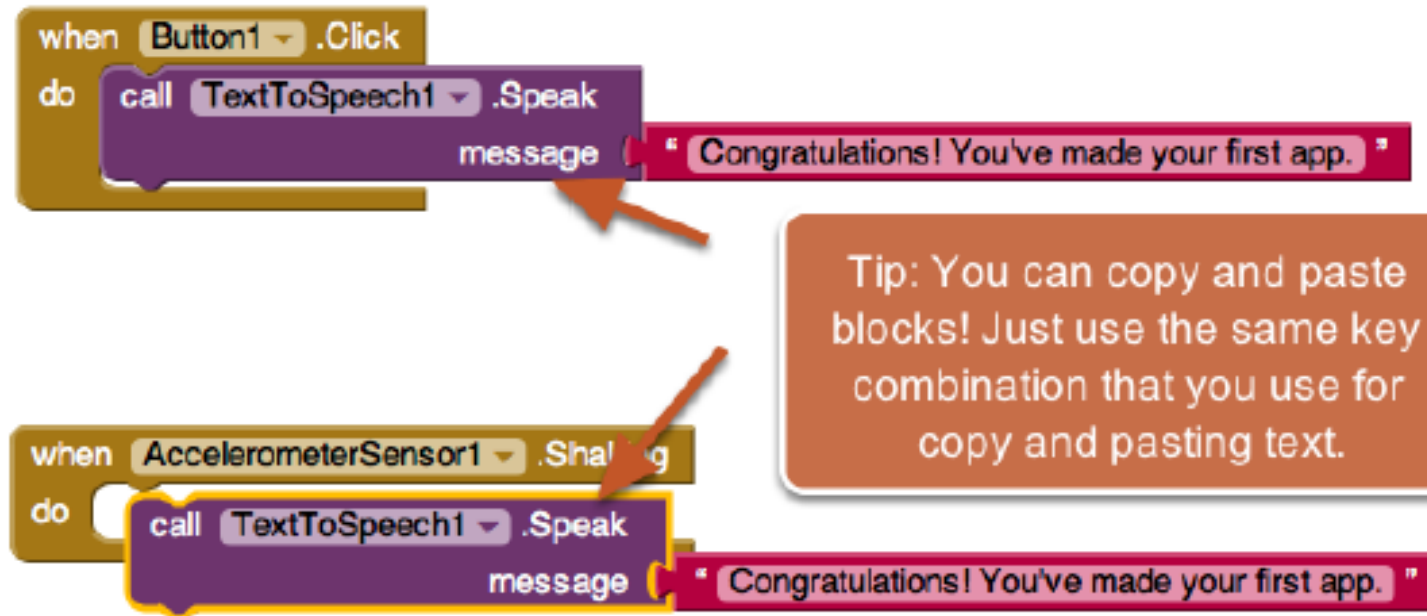 when Button1 .Click
do call TextToSpeech1 .Speak
message " Congratulations! You've made your first app. "
Tip: You can copy and paste
blocks! Just use the same key
combination that you use for
copy and pasting text.
when AccelerometerSensor1
do call TextToSpeech1 .Speak
message " Congratulations! You've made your first app. "